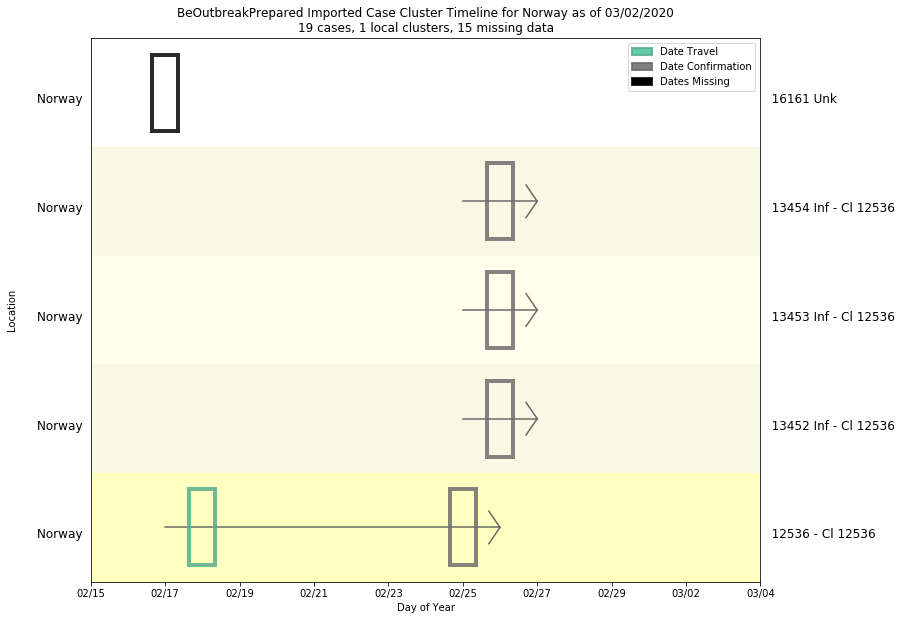 BeOutbreakPrepared Imported Case Cluster Timeline for Norway as of 03/02/2020
19 cases, 1 local clusters, 15 missing data
Date Travel
Date Confirmation
Dates Missing
Norway
16161 Unk
Norway
13454 Inf - Cl 12536
Norway
13453 Inf - Cl 12536
Location
Norway
13452 Inf - Cl 12536
Norway
12536 - Cl 12536
02/15 02/17 02/19 02/21 02/23 02/25 02/27 02/29 03/02 03/04
Day of Year